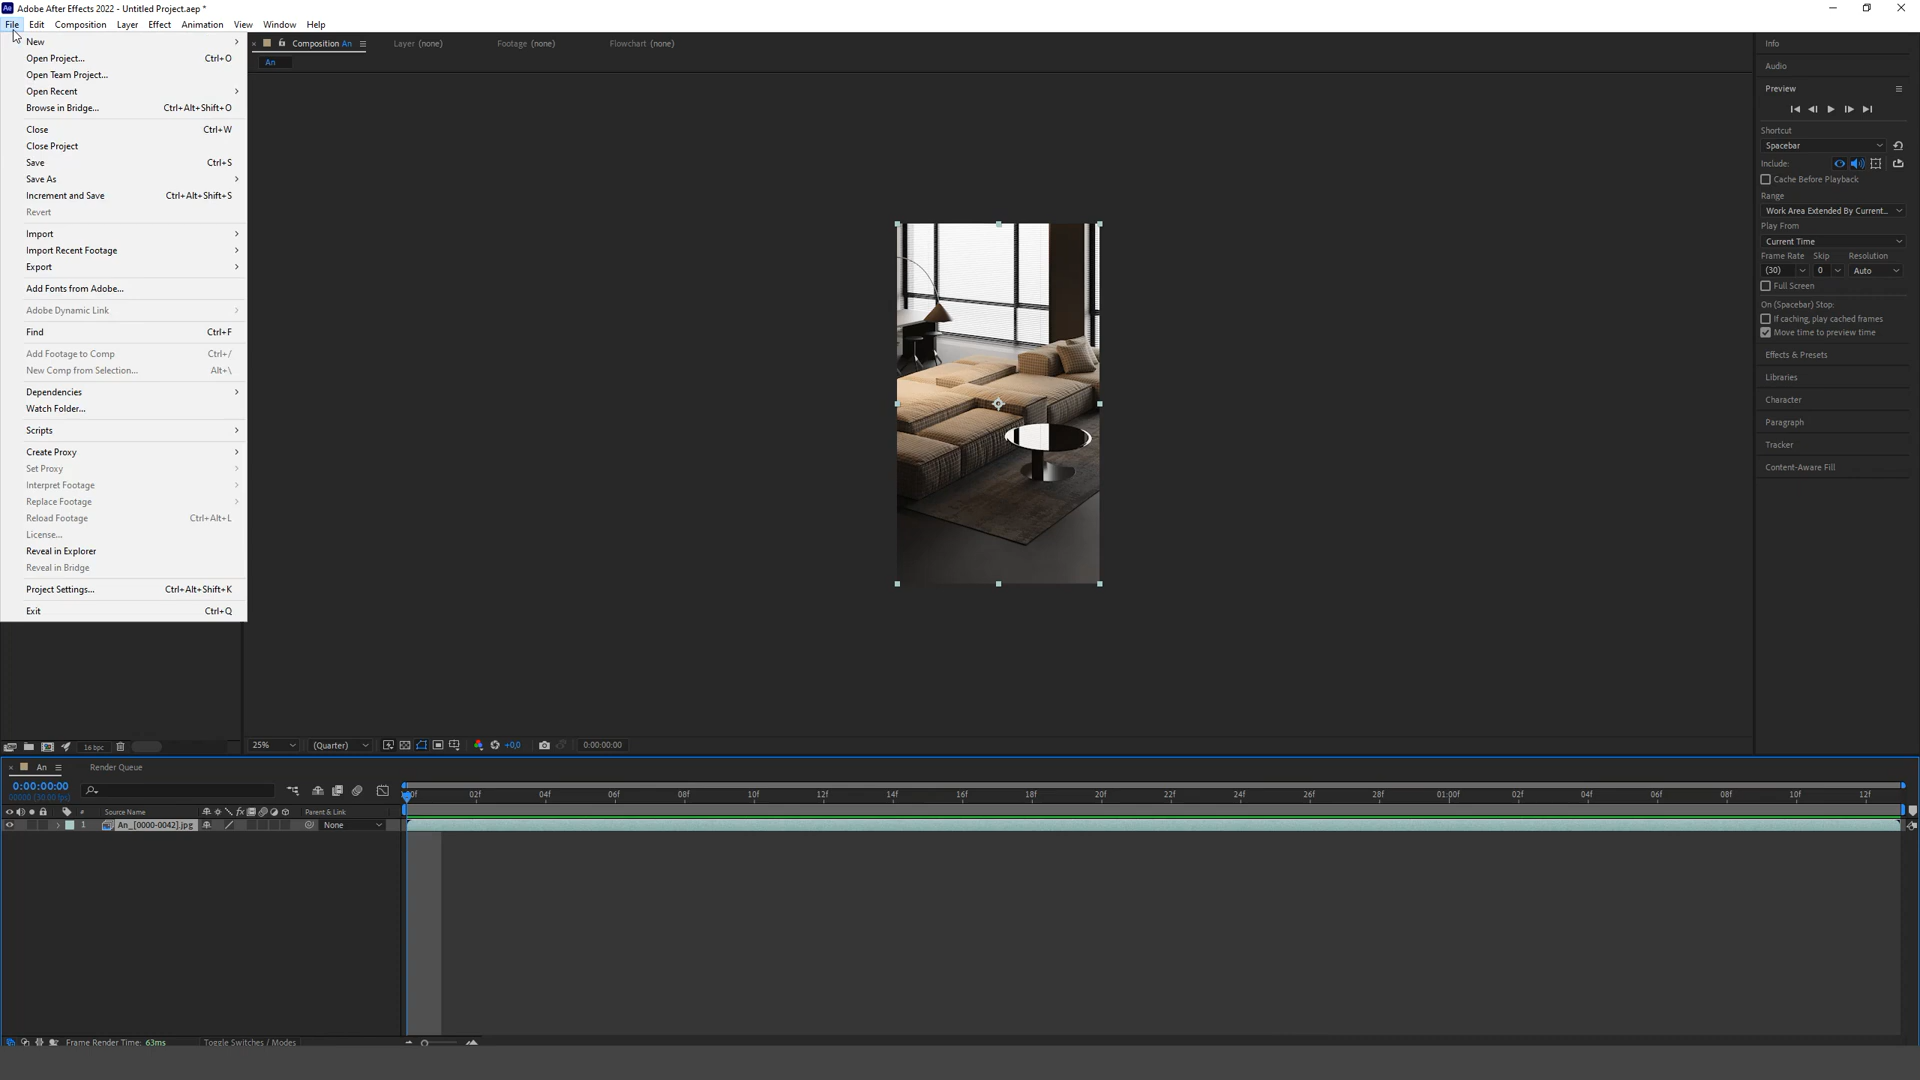 Adobe After Effects 2022 - Untitled Project.aep *
File Edit Composition Layer Effect Animation View Window Help
New
Open Project... Ctrl+O
Open Team Project...
Open Recent
Browse in Bridge... Ctrl+Alt+Shift+O
Close Ctrl+W
Close Project
Save Ctrl+S
Save As
Increment and Save Ctrl+Alt+Shift+S
Revert
Import
Import Recent Footage
Export
Add Fonts from Adobe...
Adobe Dynamic Link
Find Ctrl+F
Add Footage to Comp Ctrl+/
New Comp from Selection... Alt+\
Dependencies
Watch Folder...
Scripts
Create Proxy
Set Proxy
Interpret Footage
Replace Footage
Reload Footage Ctrl+Alt+L
License...
Reveal in Explorer
Reveal in Bridge
Project Settings... Ctrl+Alt+Shift+K
Exit Ctrl+Q
Composition An Layer (none) Footage (none) Flowchart (none)
An
Info
Audio
Preview
Shortcut
Spacebar
Include:
Cache Before Playback
Range
Work Area Extended By Current...
Play From
Current Time
Frame Rate Skip Resolution
(30) 0 Auto
Full Screen
On (Spacebar) Stop:
If caching, play cached frames
Move time to preview time
Effects & Presets
Libraries
Character
Paragraph
Tracker
Content-Aware Fill
16 bpc 25% (Quarter) +0,0 0:00:00:00
An Render Queue
0:00:00:00
00000 (30.00 fps)
02f 04f 06f 08f 10f 12f 14f 16f 18f 20f 22f 24f 26f 28f 01:00f 02f 04f 06f 08f 10f 12f
# Source Name Parent & Link
1 An_[0000-0042].jpg None
Frame Render Time: 63ms Toggle Switches / Modes